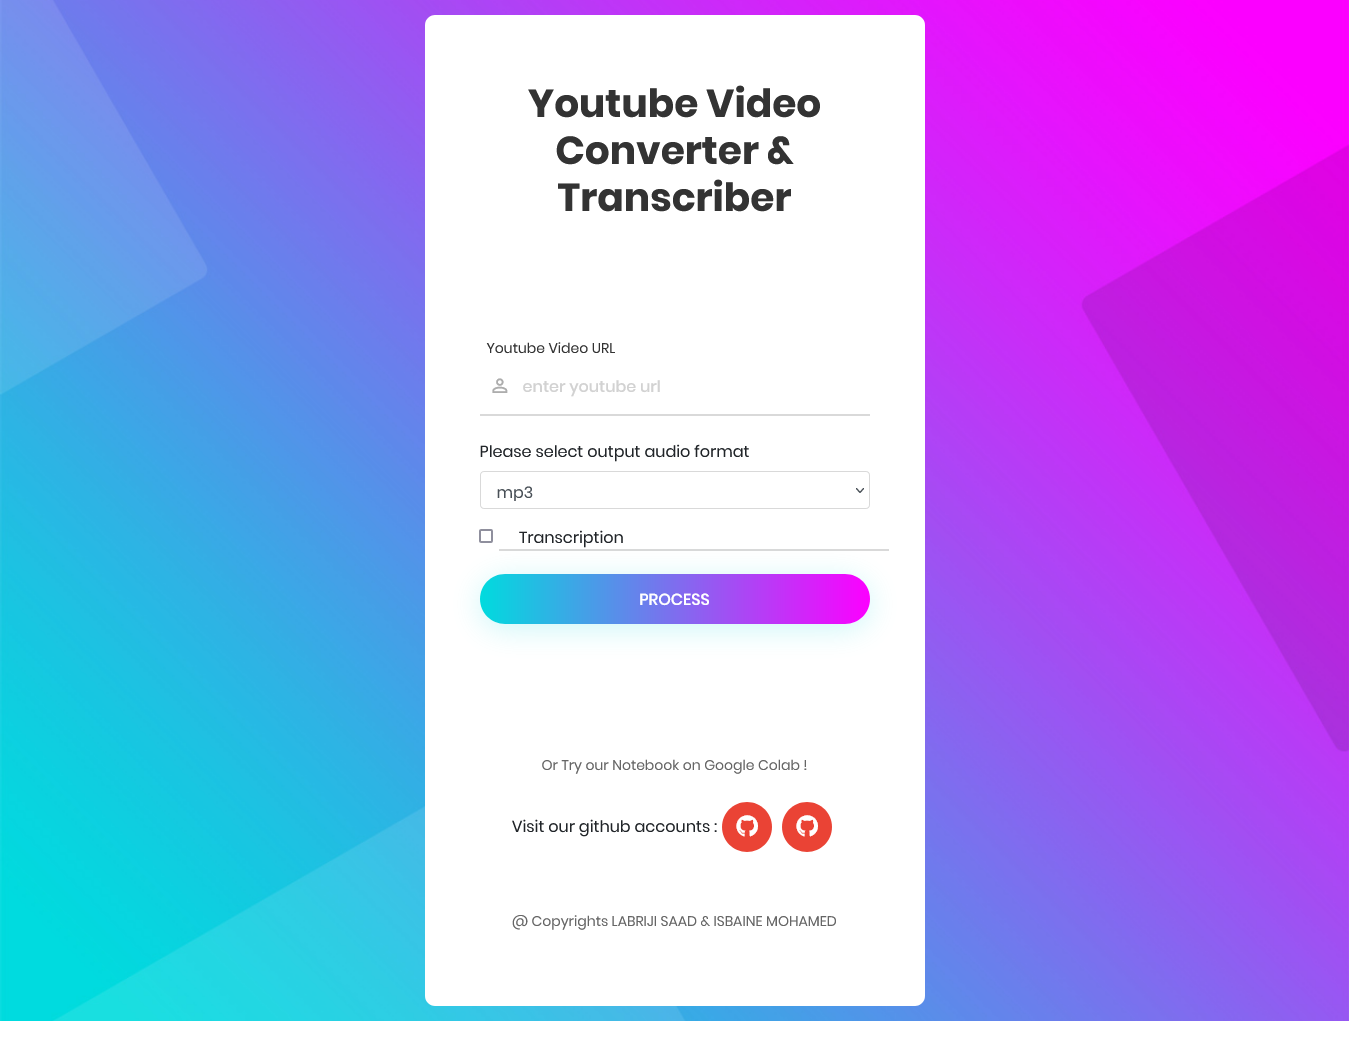 Youtube Video
Converter &
Transcriber
Youtube Video URL
enter youtube url
Please select output audio format
mp3
Transcription
PROCESS
Or Try our Notebook on Google Colab !
Visit our github accounts :
@ Copyrights LABRIJI SAAD & ISBAINE MOHAMED